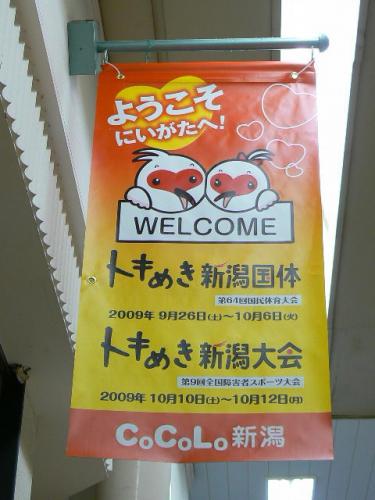 ようこそ
にいがたへ!
WELCOME
トキめき新潟国体
第64回国民体育大会
2009年 9月26日(土)～10月6日(火)
トキめき新潟大会
第9回全国障害者スポーツ大会
2009年 10月10日(土)～10月12日(月)
CoCoLo新潟